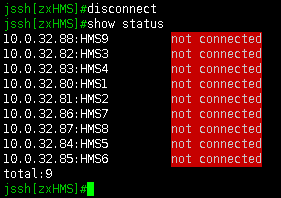 jssh[zxHMS]#disconnect
jssh[zxHMS]#show status
10.0.32.88:HMS9 not connected
10.0.32.82:HMS3 not connected
10.0.32.83:HMS4 not connected
10.0.32.80:HMS1 not connected
10.0.32.81:HMS2 not connected
10.0.32.86:HMS7 not connected
10.0.32.87:HMS8 not connected
10.0.32.84:HMS5 not connected
10.0.32.85:HMS6 not connected
total:9
jssh[zxHMS]#